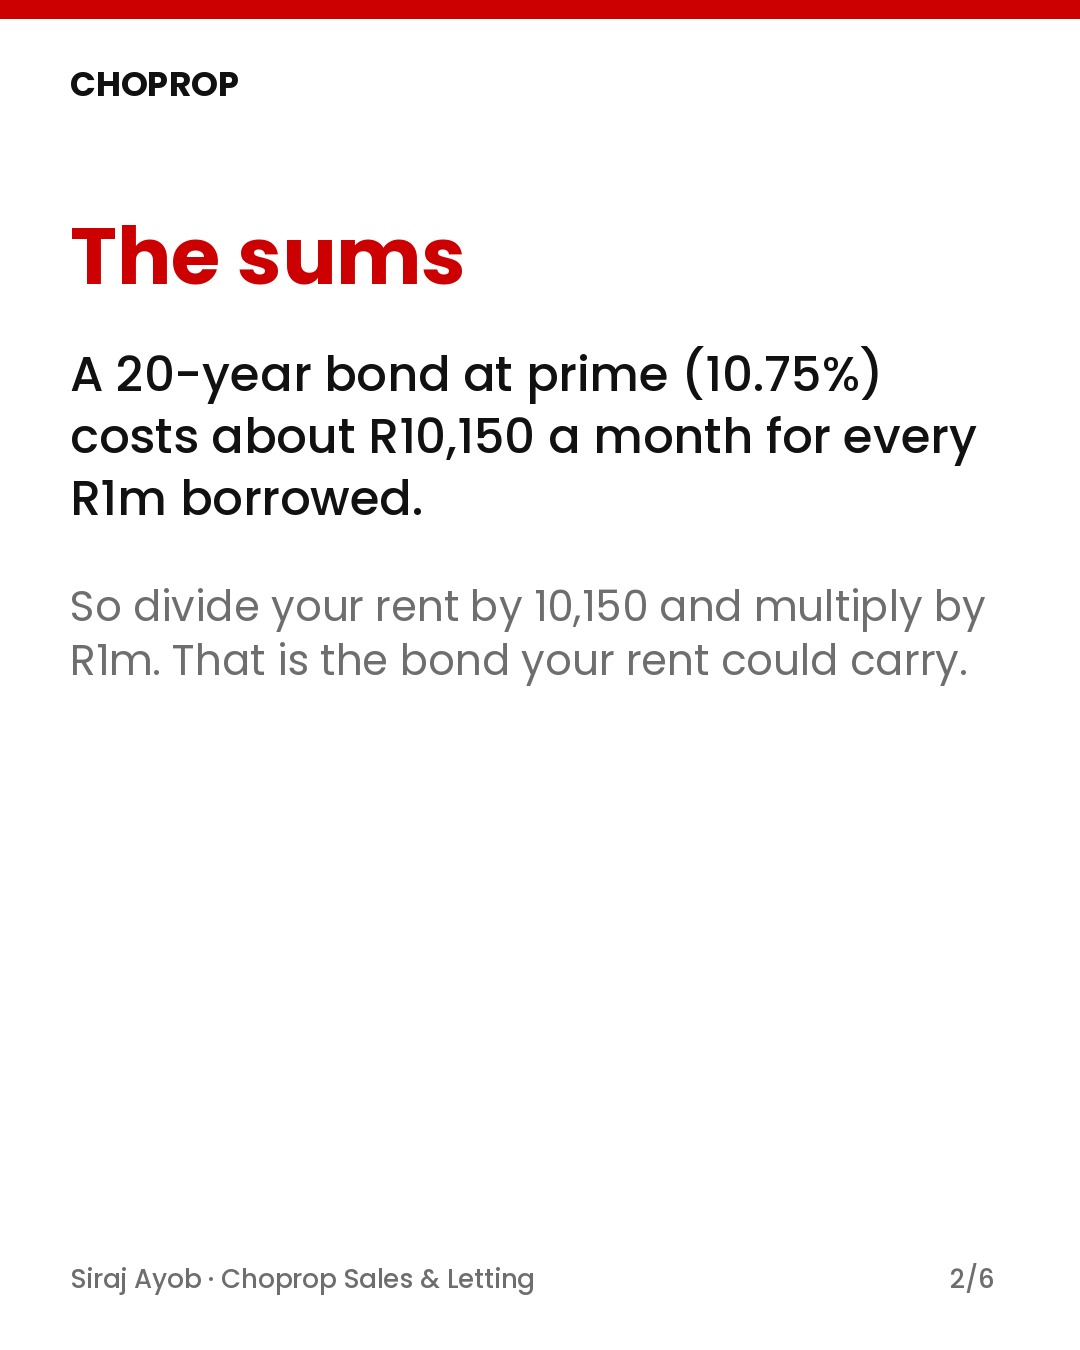 CHOPROP
The sums
A 20-year bond at prime (10.75%)
costs about R10,150 a month for every
R1m borrowed.
So divide your rent by 10,150 and multiply by
R1m. That is the bond your rent could carry.
Siraj Ayob · Choprop Sales & Letting
2/6